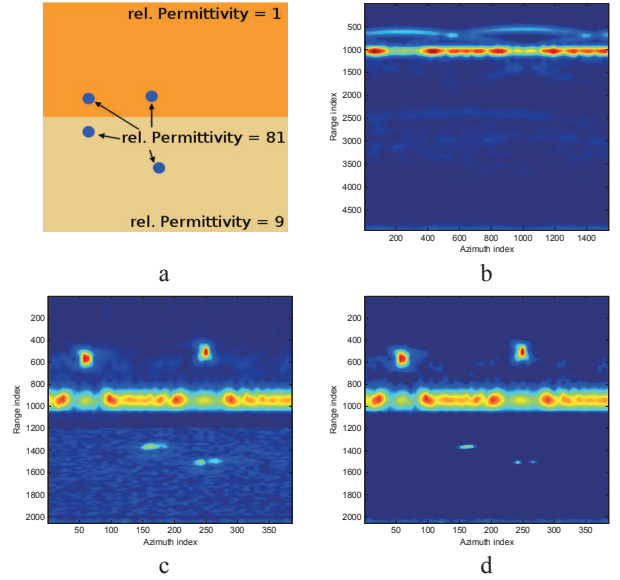 rel. Permittivity = 1
rel. Permittivity = 81
rel. Permittivity = 9
a
500
1000
1500
2000
2500
3000
3500
4000
4500
Range index
200 400 600 800 1000 1200 1400
Azimuth index
b
200
400
600
800
1000
1200
1400
1600
1800
2000
Range index
50 100 150 200 250 300 350
Azimuth index
c
200
400
600
800
1000
1200
1400
1600
1800
2000
Range index
50 100 150 200 250 300 350
Azimuth index
d